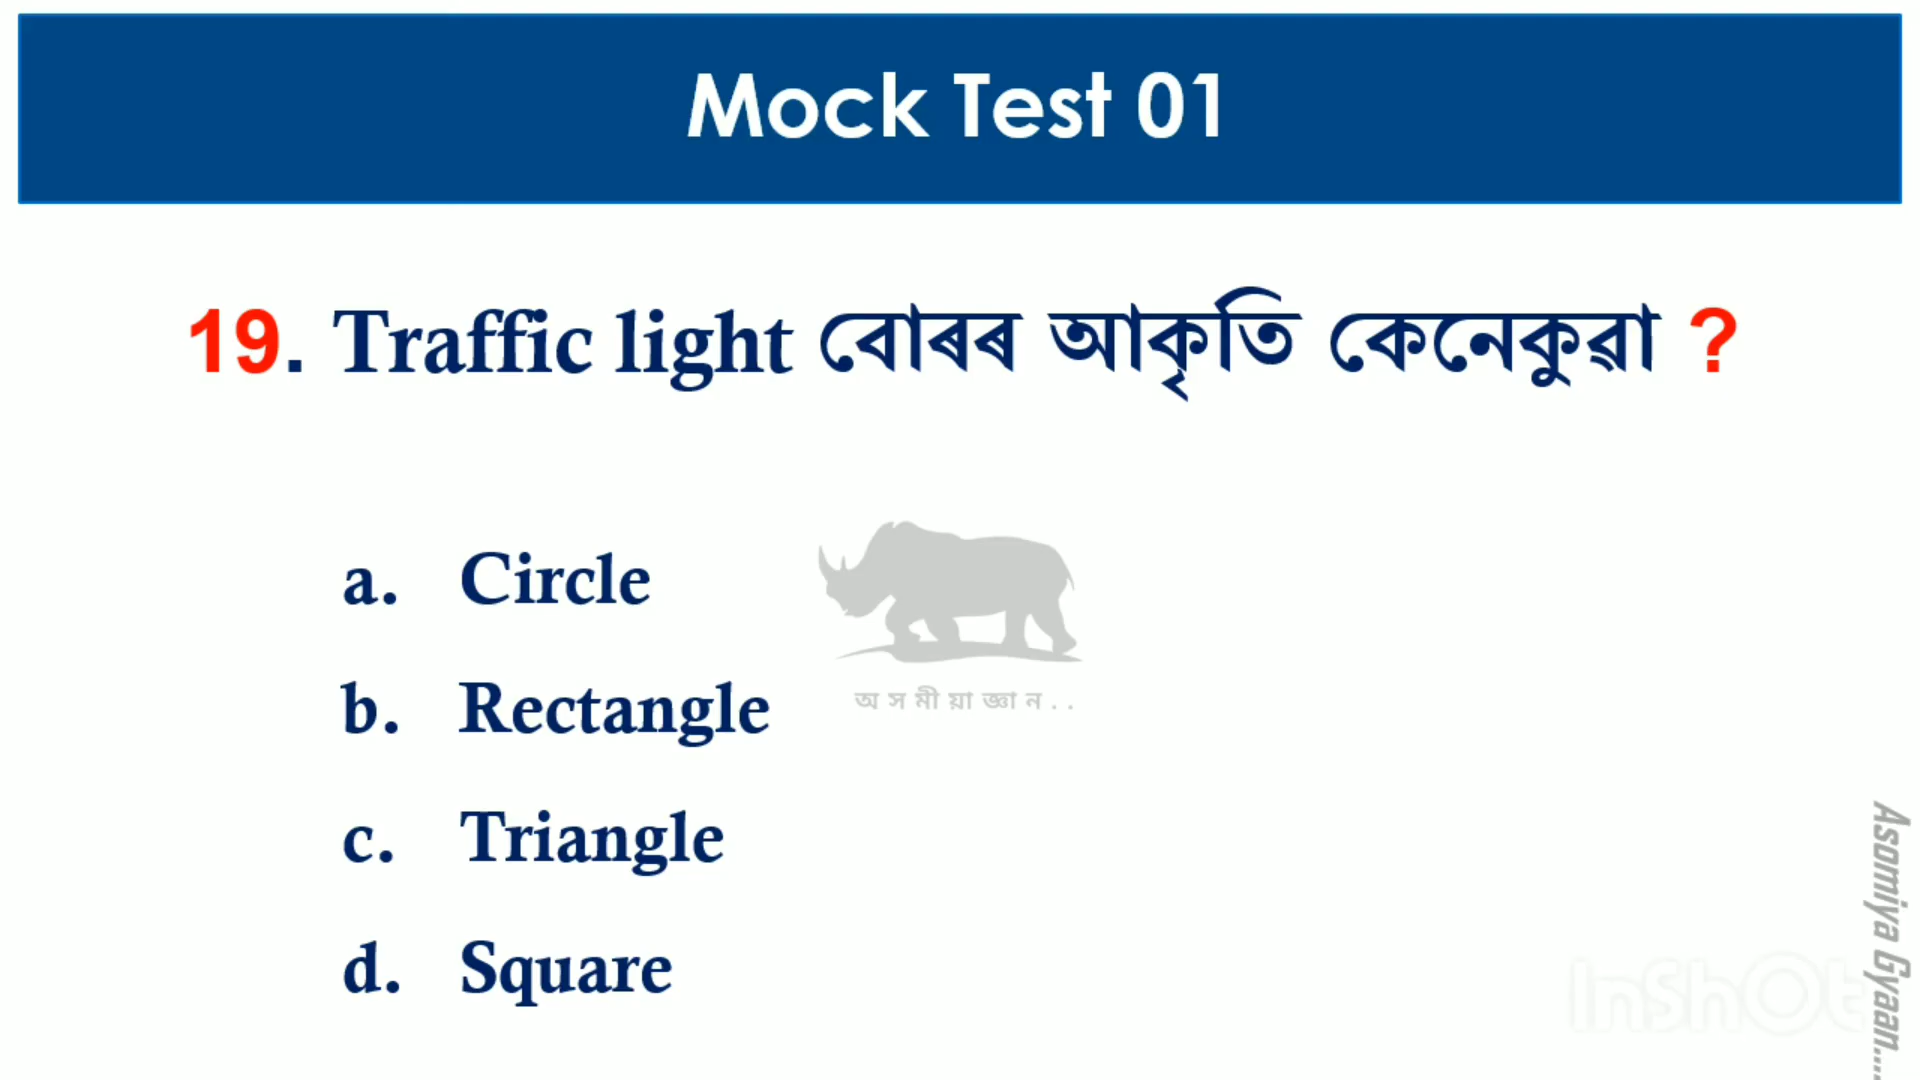 Mock Test 01
19. Traffic light বোৰৰ আকৃতি কেনেকুৱা ?
a. Circle
b. Rectangle
c. Triangle
d. Square
অসমীয়া জ্ঞান..
Asomiya Gyaan...
InShOt